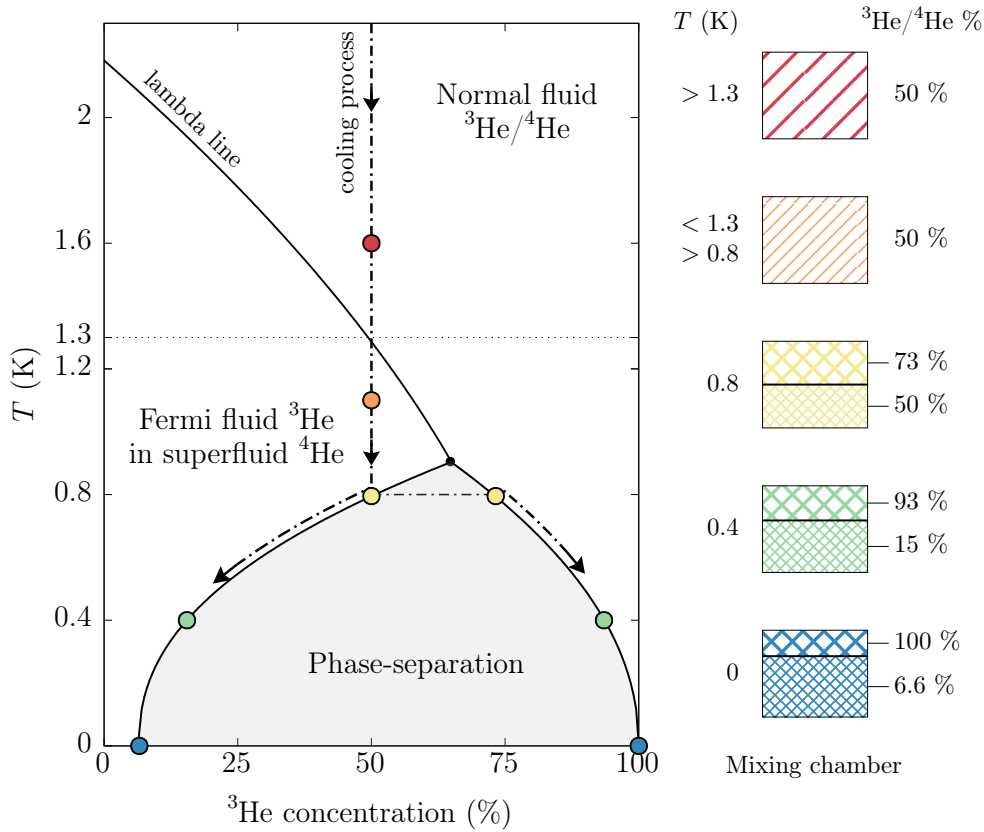 T (K)
³He/⁴He %
lambda line
cooling process
Normal fluid
³He/⁴He
> 1.3
50 %
2
< 1.3
> 0.8
50 %
1.6
1.3
1.2
T (K)
0.8
73 %
50 %
Fermi fluid ³He
in superfluid ⁴He
0.8
0.4
93 %
15 %
0.4
Phase-separation
0
100 %
6.6 %
0
0
25
50
75
100
Mixing chamber
³He concentration (%)